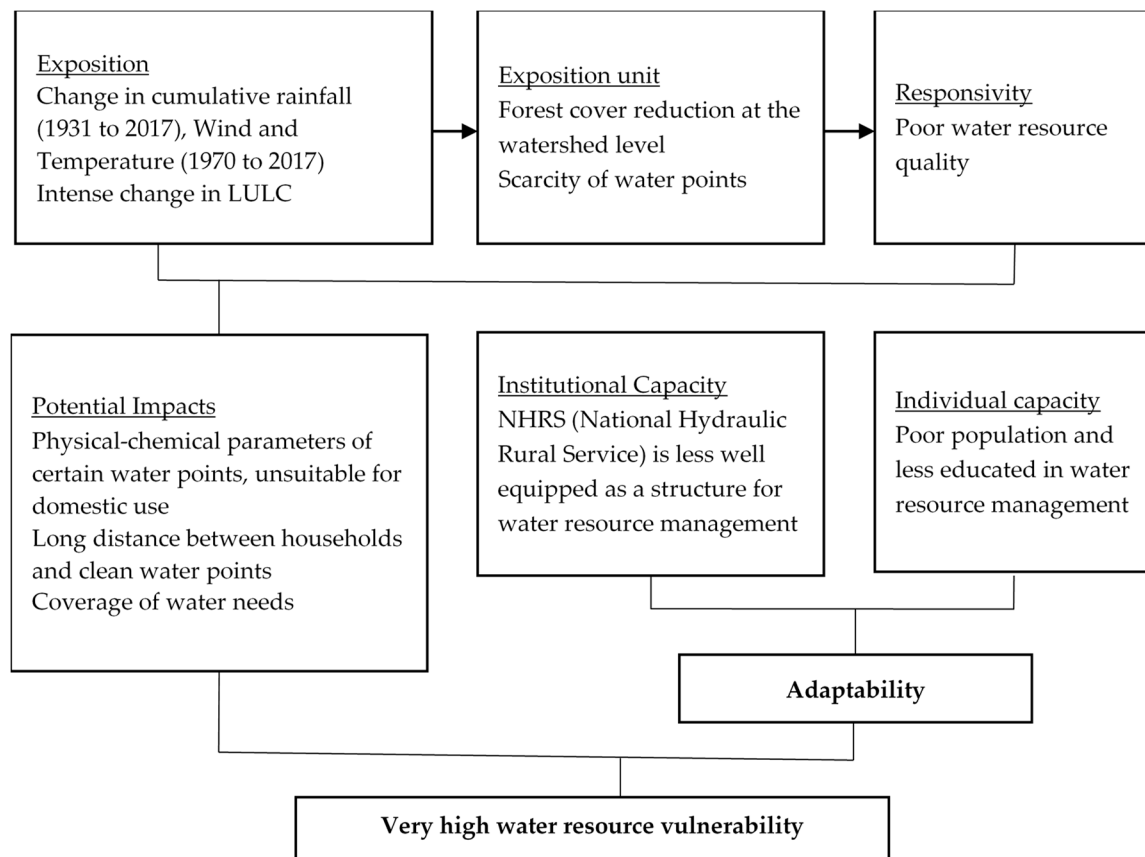 Exposition
Change in cumulative rainfall
(1931 to 2017), Wind and
Temperature (1970 to 2017)
Intense change in LULC
Exposition unit
Forest cover reduction at the
watershed level
Scarcity of water points
Responsivity
Poor water resource
quality
Potential Impacts
Physical-chemical parameters of
certain water points, unsuitable for
domestic use
Long distance between households
and clean water points
Coverage of water needs
Institutional Capacity
NHRS (National Hydraulic
Rural Service) is less well
equipped as a structure for
water resource management
Individual capacity
Poor population and
less educated in water
resource management
Adaptability
Very high water resource vulnerability